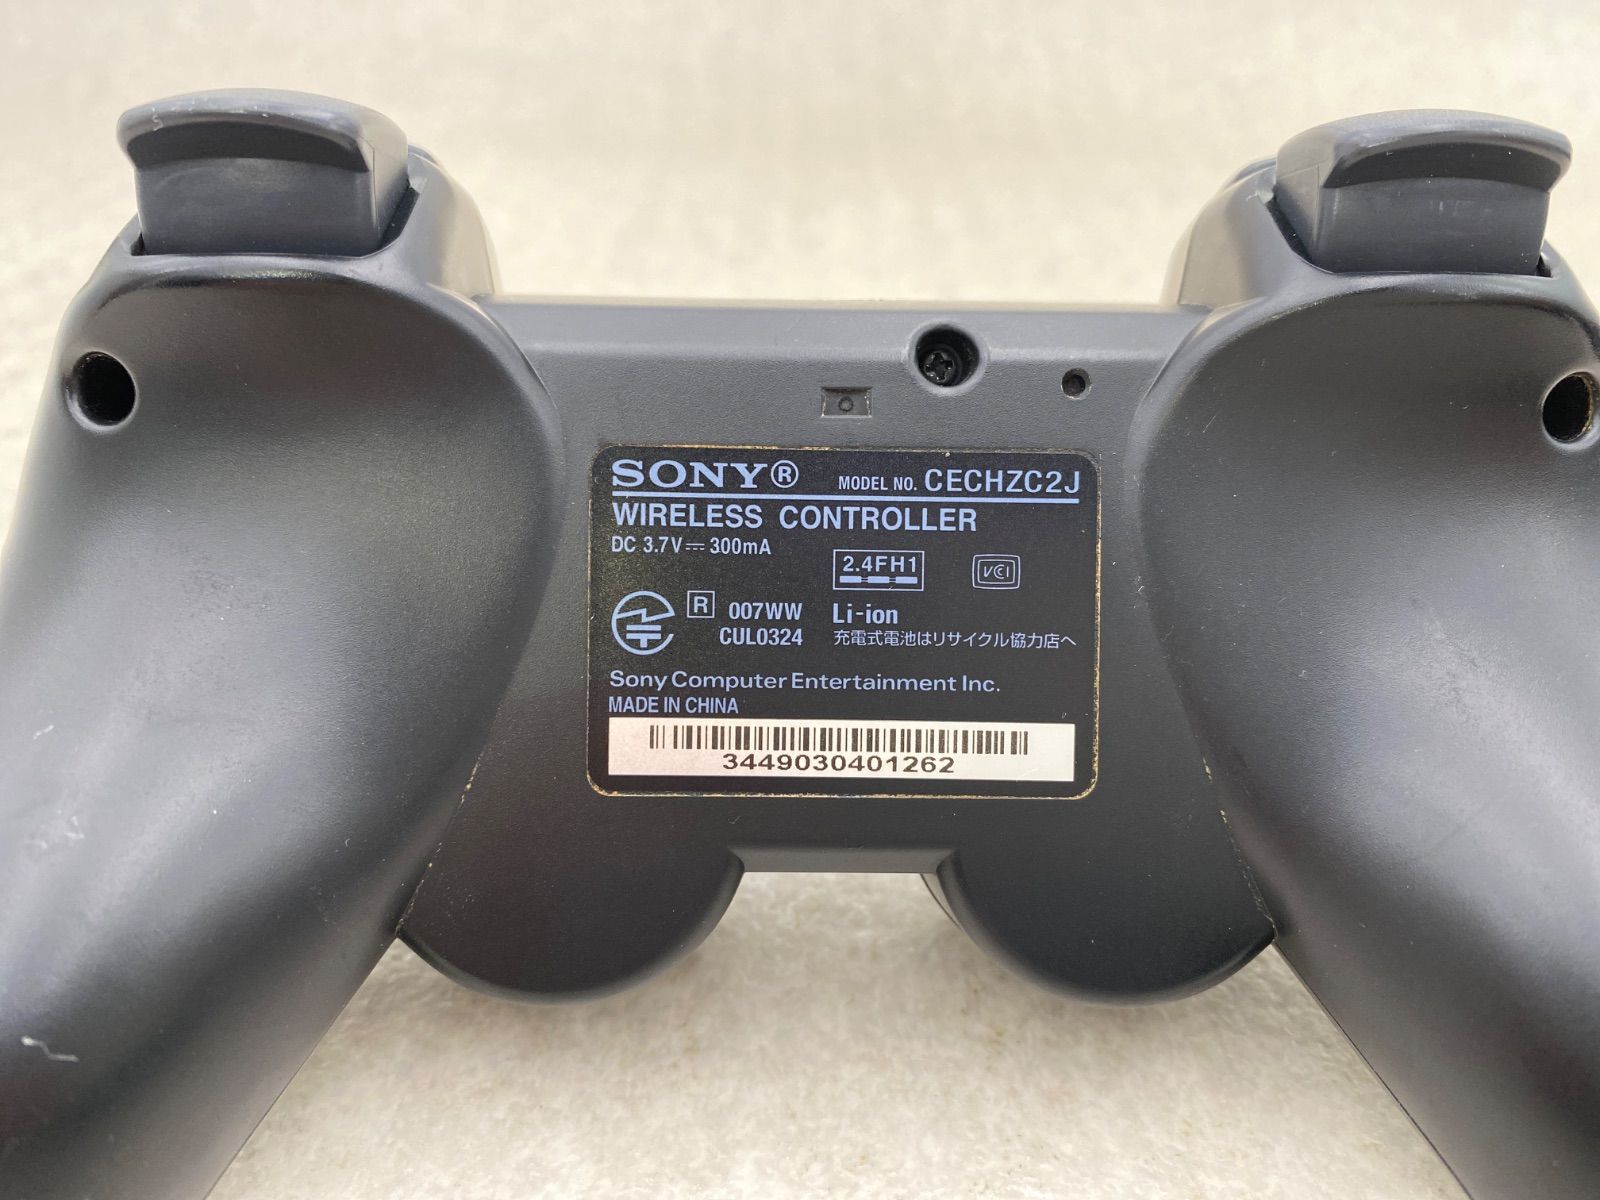 SONY® MODEL NO. CECHZC2J
WIRELESS CONTROLLER
DC 3.7V⎓300mA
2.4FH1
VCCI
R 007WW
CUL0324
Li-ion
充電式電池はリサイクル協力店へ
Sony Computer Entertainment Inc.
MADE IN CHINA
3449030401262